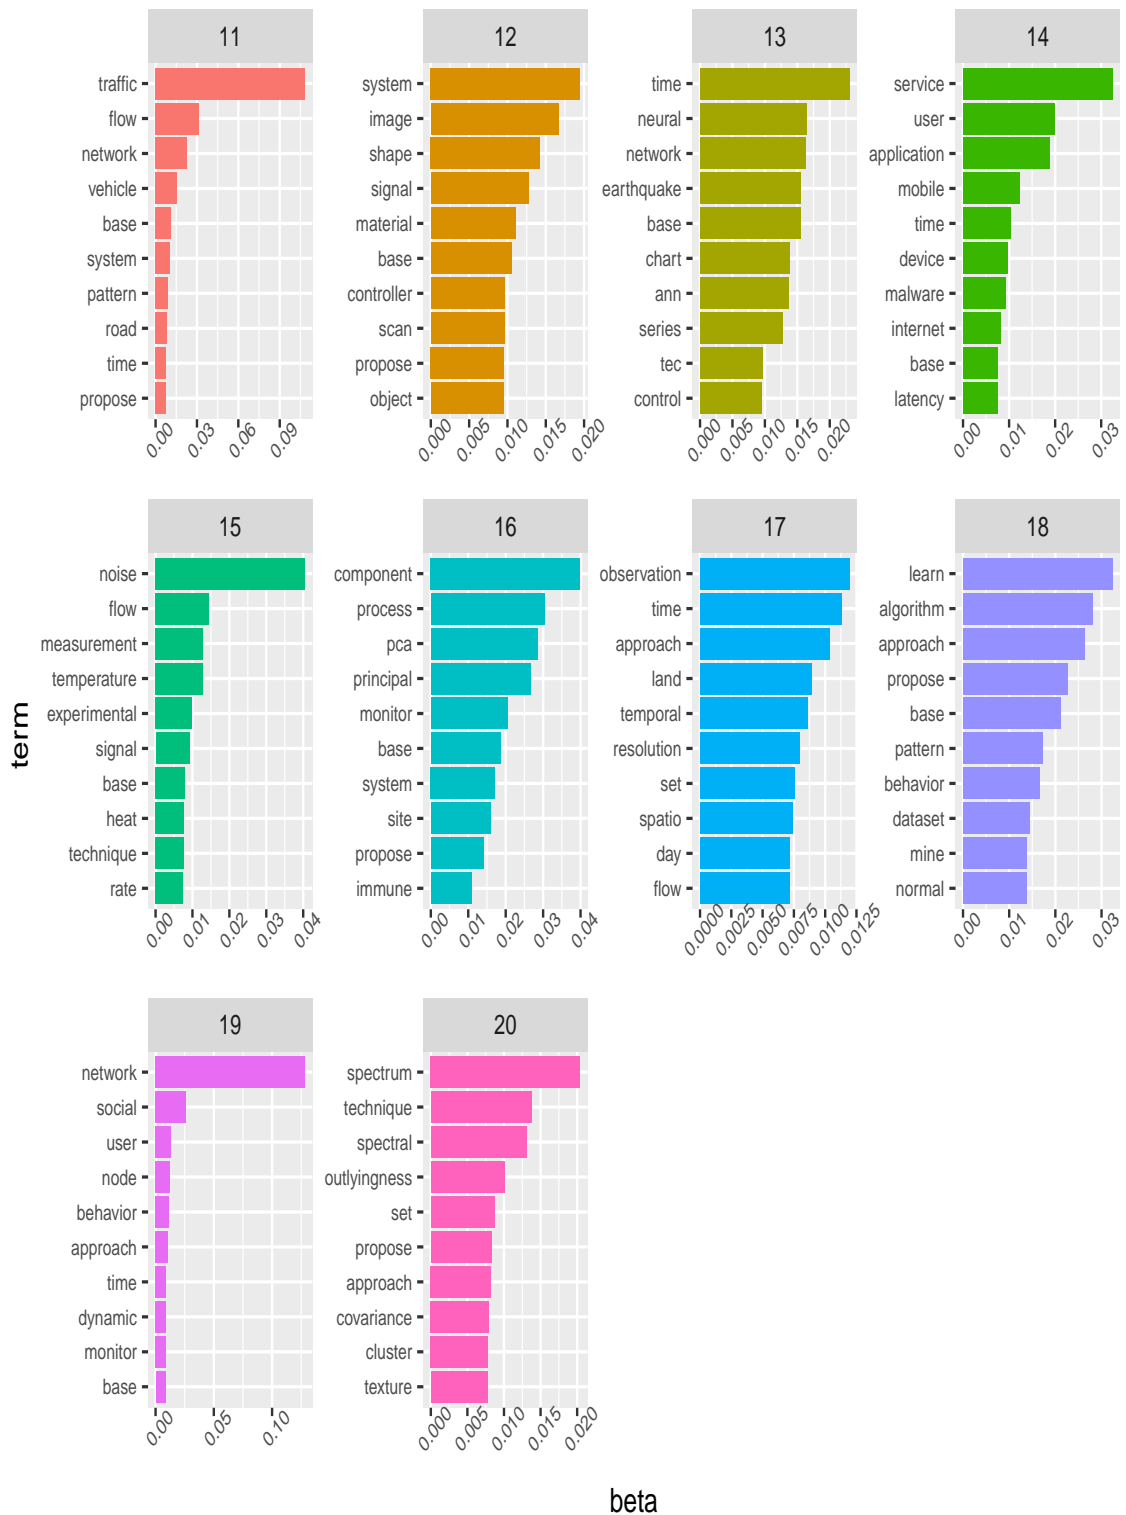 11
traffic
flow
network
vehicle
base
system
pattern
road
time
propose
0.00 0.03 0.06 0.09
12
system
image
shape
signal
material
base
controller
scan
propose
object
0.000 0.005 0.010 0.015 0.020
13
time
neural
network
earthquake
base
chart
ann
series
tec
control
0.000 0.005 0.010 0.015 0.020
14
service
user
application
mobile
time
device
malware
internet
base
latency
0.00 0.01 0.02 0.03
15
noise
flow
measurement
temperature
experimental
signal
base
heat
technique
rate
0.00 0.01 0.02 0.03 0.04
16
component
process
pca
principal
monitor
base
system
site
propose
immune
0.00 0.01 0.02 0.03 0.04
17
observation
time
approach
land
temporal
resolution
set
spatio
day
flow
0.0000 0.0025 0.0050 0.0075 0.0100 0.0125
18
learn
algorithm
approach
propose
base
pattern
behavior
dataset
mine
normal
0.00 0.01 0.02 0.03
19
network
social
user
node
behavior
approach
time
dynamic
monitor
base
0.00 0.05 0.10
20
spectrum
technique
spectral
outlyingness
set
propose
approach
covariance
cluster
texture
0.000 0.005 0.010 0.015 0.020
term
beta